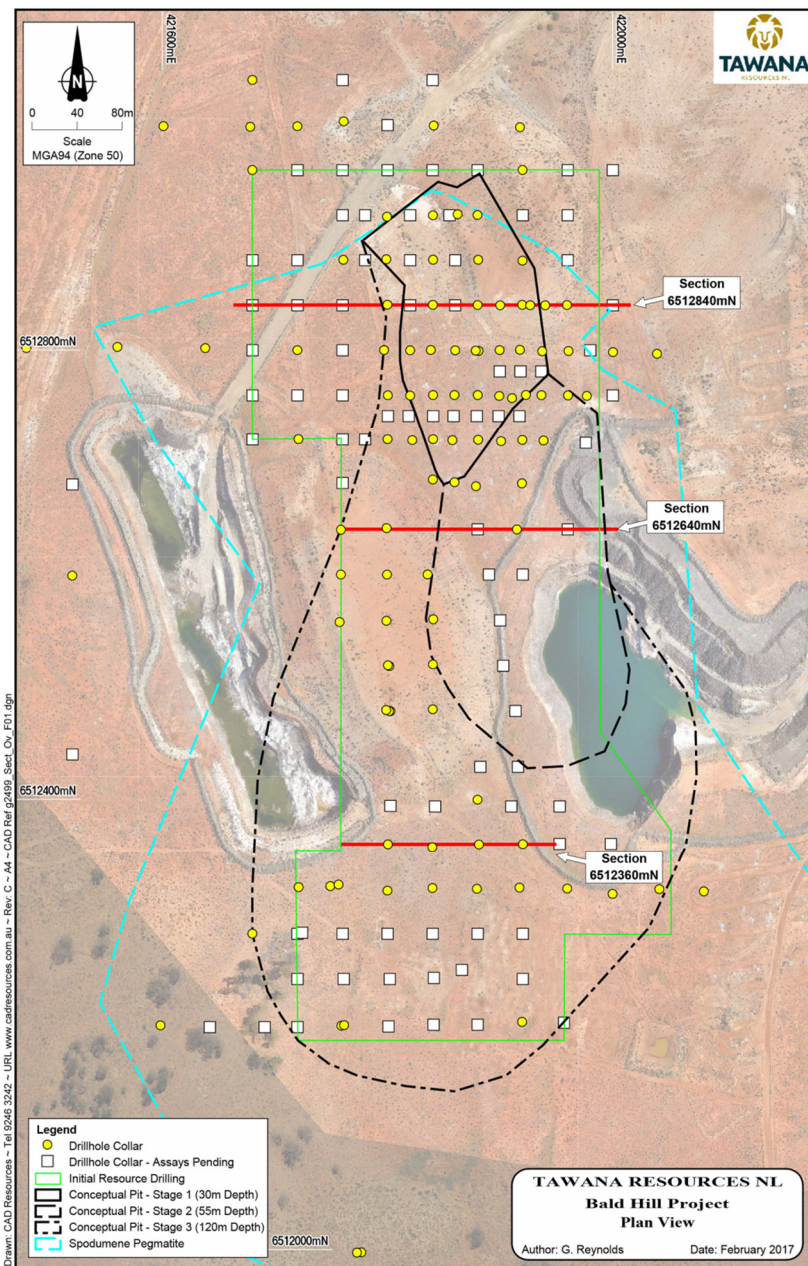 421600mE
422000mE
TAWANA
RESOURCES NL
N
0 40 80m
Scale
MGA94 (Zone 50)
Section
6512840mN
6512800mN
Section
6512640mN
6512400mN
Section
6512360mN
Drawn: CAD Resources ~ Tel 9246 3242 ~ URL www.cadresources.com.au ~ Rev: C ~ A4 ~ CAD Ref g2499_Sect_Ov_F01.dgn
Legend
Drillhole Collar
Drillhole Collar - Assays Pending
Initial Resource Drilling
Conceptual Pit - Stage 1 (30m Depth)
Conceptual Pit - Stage 2 (55m Depth)
Conceptual Pit - Stage 3 (120m Depth)
Spodumene Pegmatite
6512000mN
TAWANA RESOURCES NL
Bald Hill Project
Plan View
Author: G. Reynolds Date: February 2017